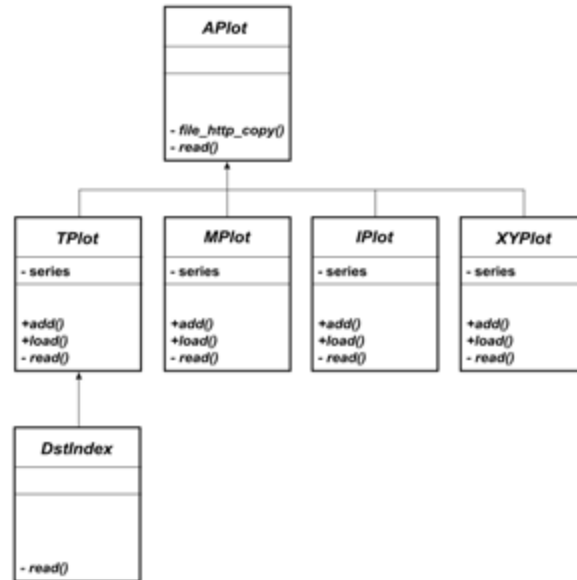 APlot
- file_http_copy()
- read()
TPlot
- series
+add()
+load()
- read()
MPlot
- series
+add()
+load()
- read()
IPlot
- series
+add()
+load()
- read()
XYPlot
- series
+add()
+load()
- read()
DstIndex
- read()